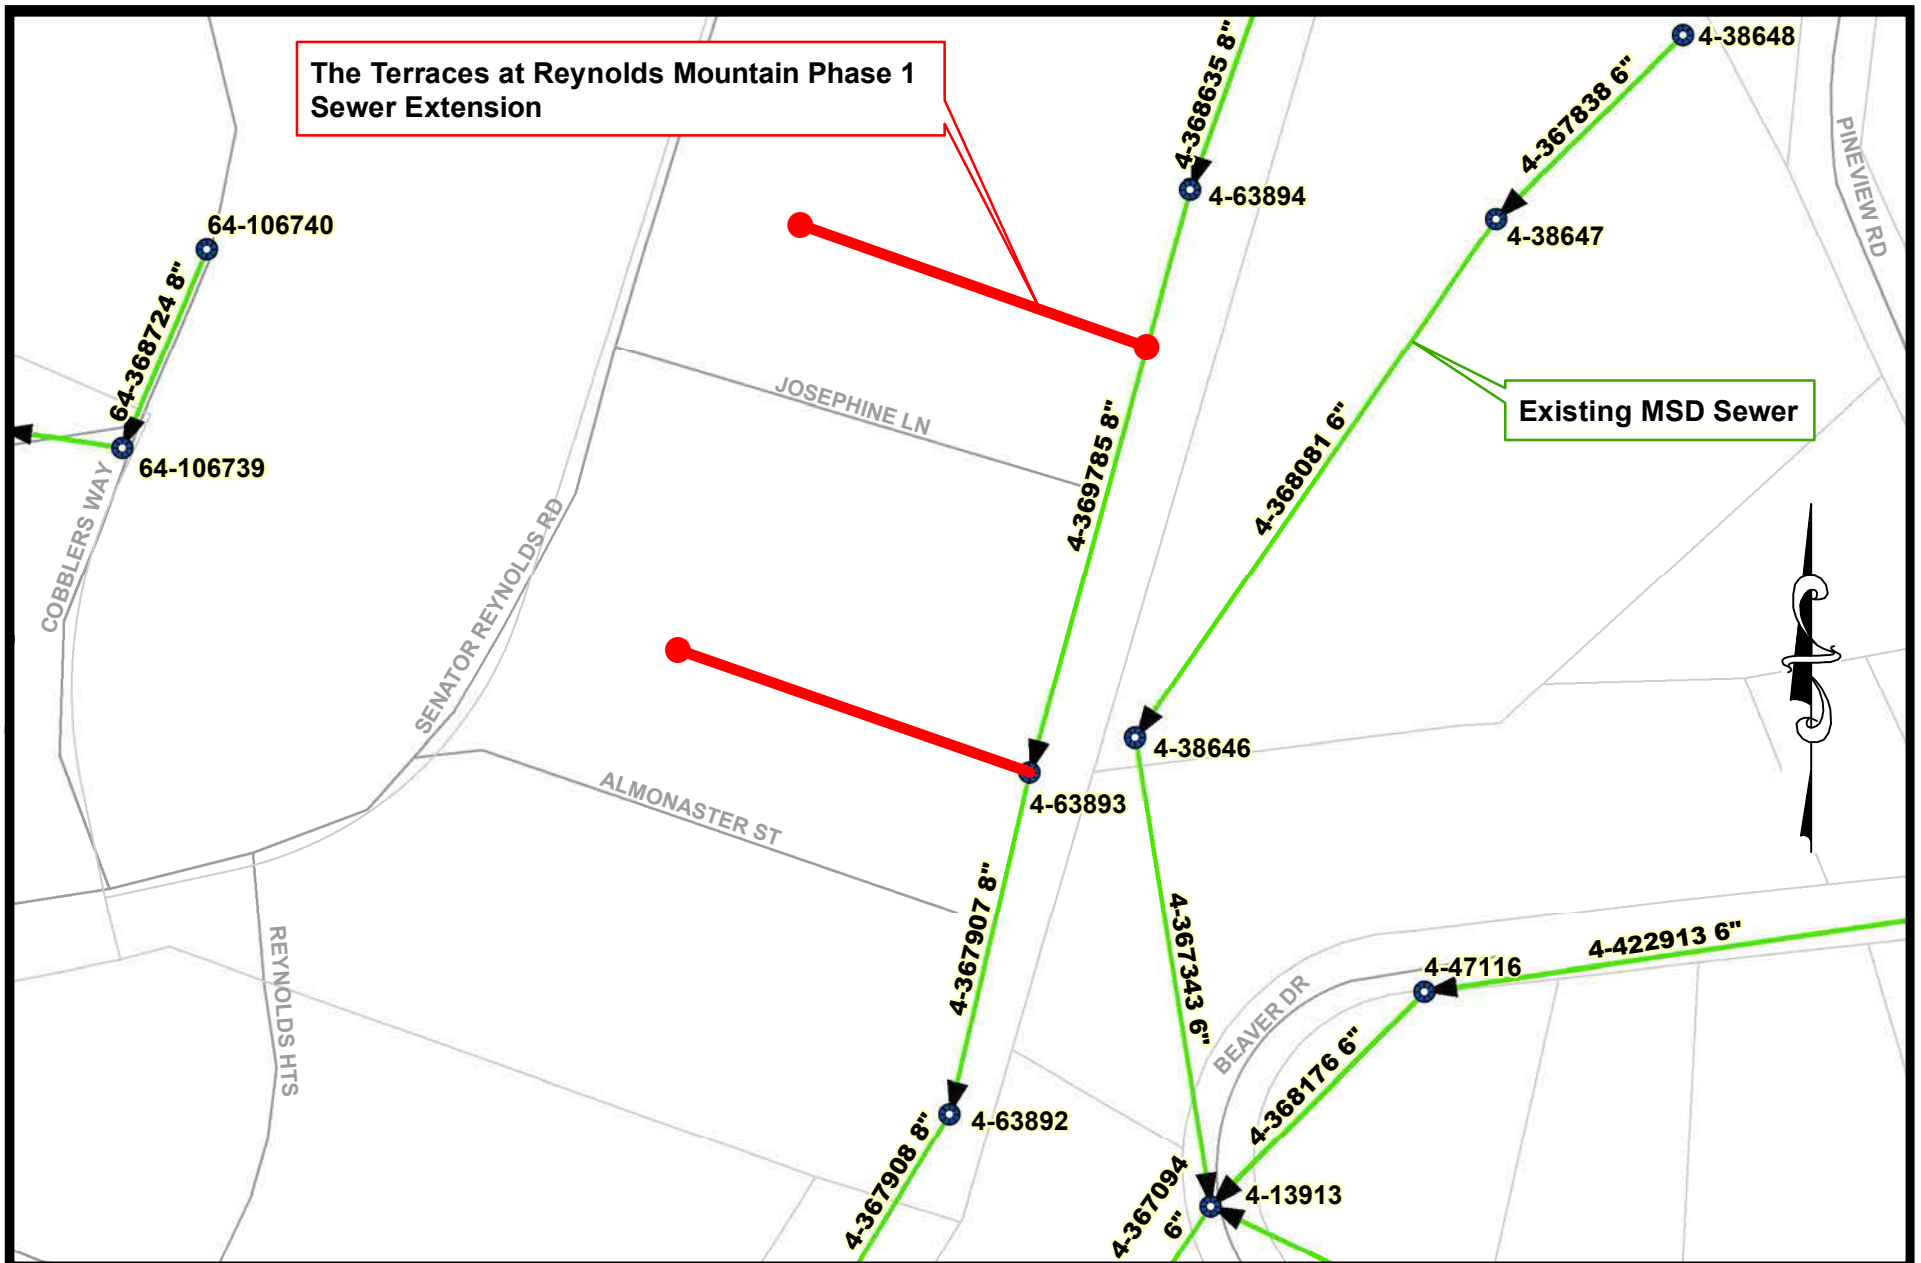 The Terraces at Reynolds Mountain Phase 1
Sewer Extension
4-368635 8"
4-38648
4-367838 6"
PINEVIEW RD
4-63894
64-106740
4-38647
64-368724 8"
JOSEPHINE LN
4-369785 8"
4-368081 6"
Existing MSD Sewer
64-106739
COBBLERS WAY
SENATOR REYNOLDS RD
4-38646
4-63893
ALMONASTER ST
4-367907 8"
4-367343 6"
REYNOLDS HTS
4-422913 6"
4-47116
BEAVER DR
4-368176 6"
4-63892
4-367908 8"
4-367094
6"
4-13913